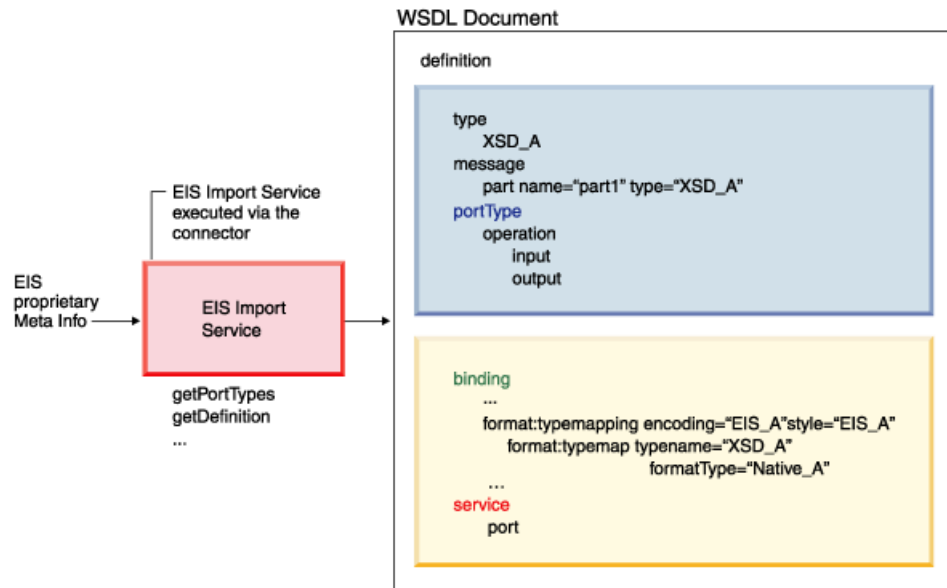 WSDL Document
definition
type
XSD_A
message
part name=“part1” type=“XSD_A”
portType
operation
input
output
EIS Import Service
executed via the
connector
EIS
proprietary
Meta Info
EIS Import
Service
getPortTypes
getDefinition
...
binding
...
format:typemapping encoding=“EIS_A”style=“EIS_A”
format:typemap typename=“XSD_A”
formatType=“Native_A”
...
service
port